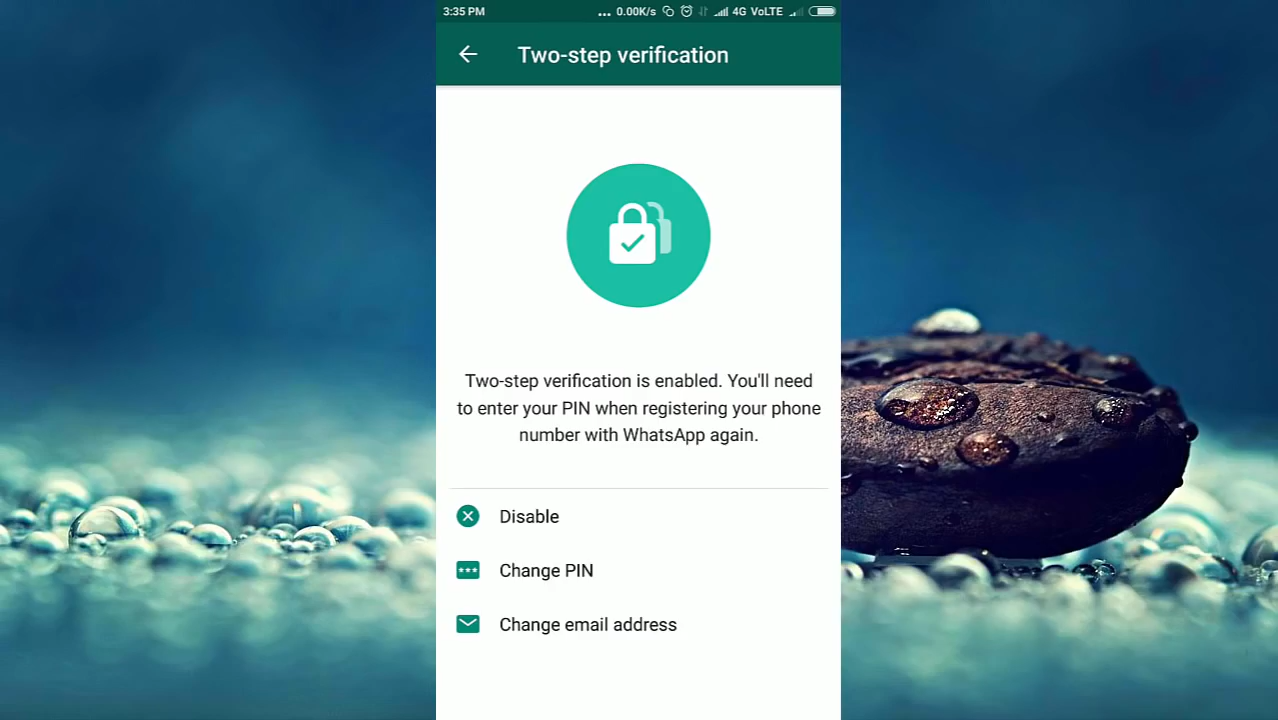 3:35 PM ... 0.00K/s 4G VoLTE
Two-step verification
Two-step verification is enabled. You'll need
to enter your PIN when registering your phone
number with WhatsApp again.
Disable
***
Change PIN
Change email address